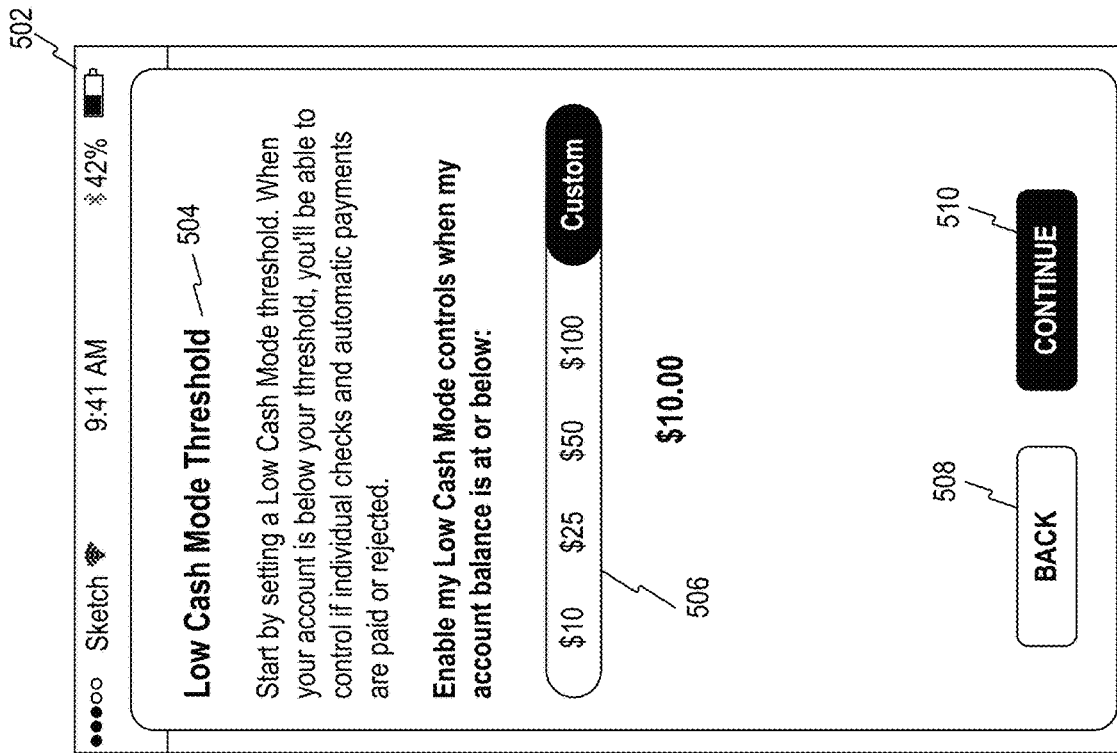 502
●●●○○ Sketch 9:41 AM 42%
Low Cash Mode Threshold 504
Start by setting a Low Cash Mode threshold. When
your account is below your threshold, you'll be able to
control if individual checks and automatic payments
are paid or rejected.
Enable my Low Cash Mode controls when my
account balance is at or below:
$10 $25 $50 $100 Custom
506
$10.00
508 510
BACK CONTINUE